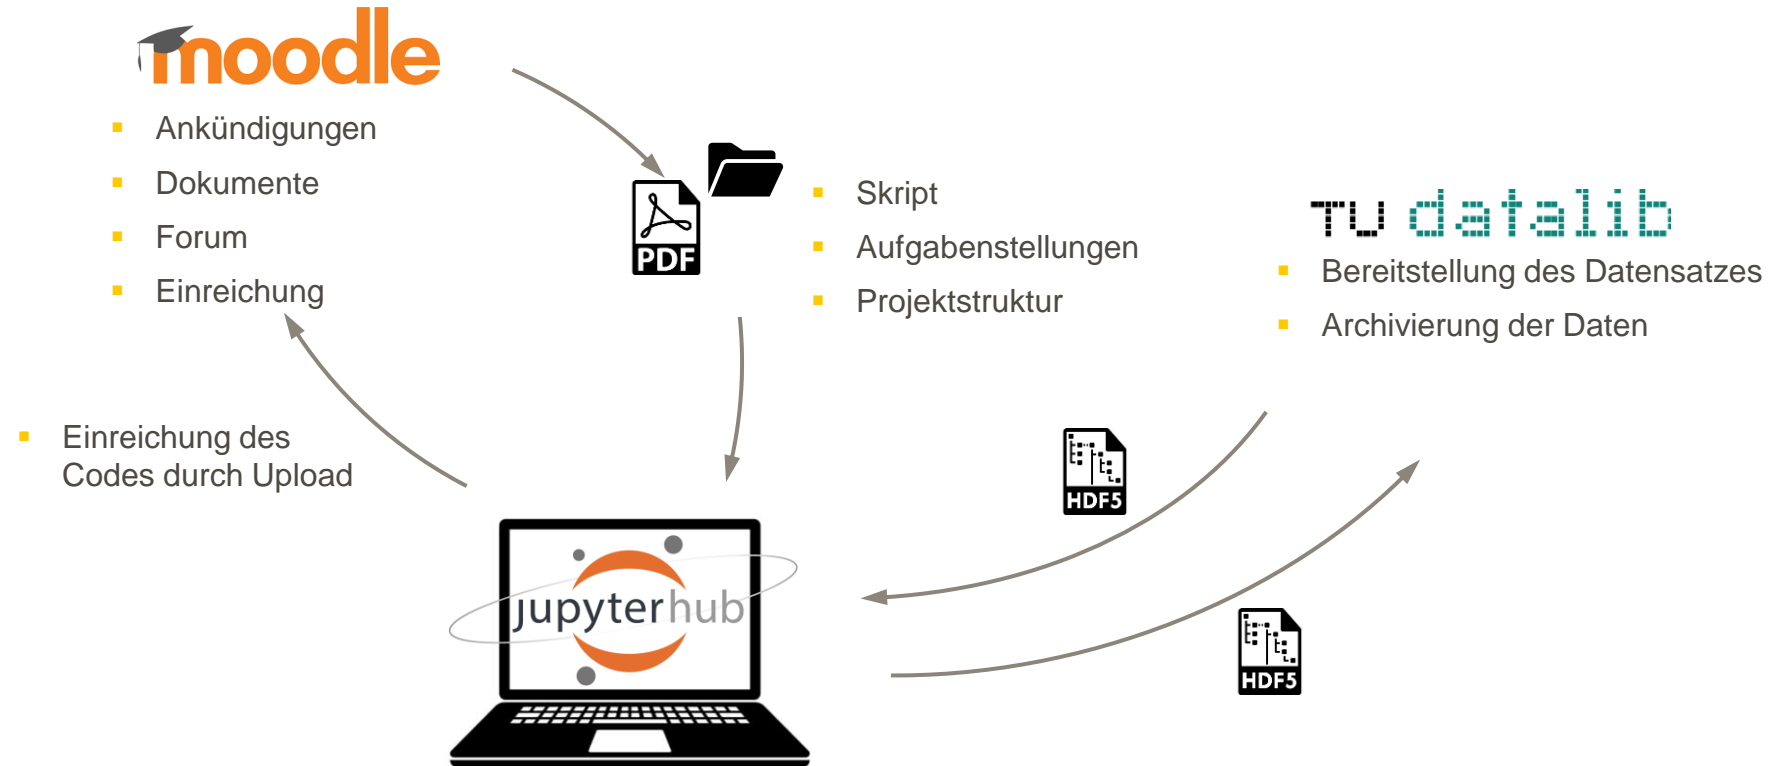 moodle
Ankündigungen
Dokumente
Forum
Einreichung
PDF
Skript
Aufgabenstellungen
Projektstruktur
TU datalib
Bereitstellung des Datensatzes
Archivierung der Daten
Einreichung des
Codes durch Upload
HDF5
jupyterhub
HDF5